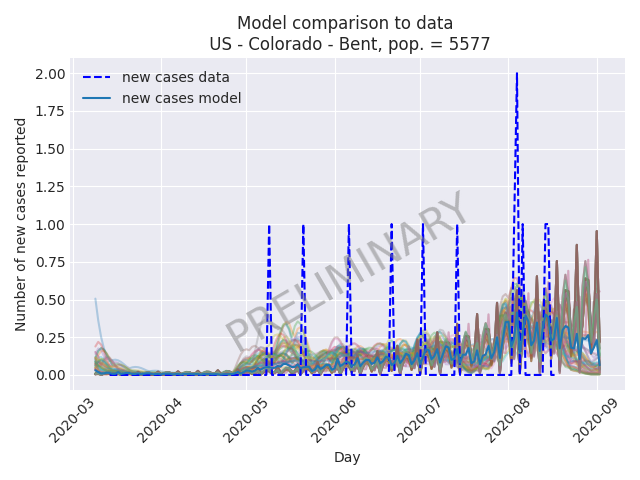 Model comparison to data
US - Colorado - Bent, pop. = 5577
new cases data
new cases model
Number of new cases reported
2.00
1.75
1.50
1.25
1.00
0.75
0.50
0.25
0.00
PRELIMINARY
2020-03
2020-04
2020-05
2020-06
2020-07
2020-08
2020-09
Day